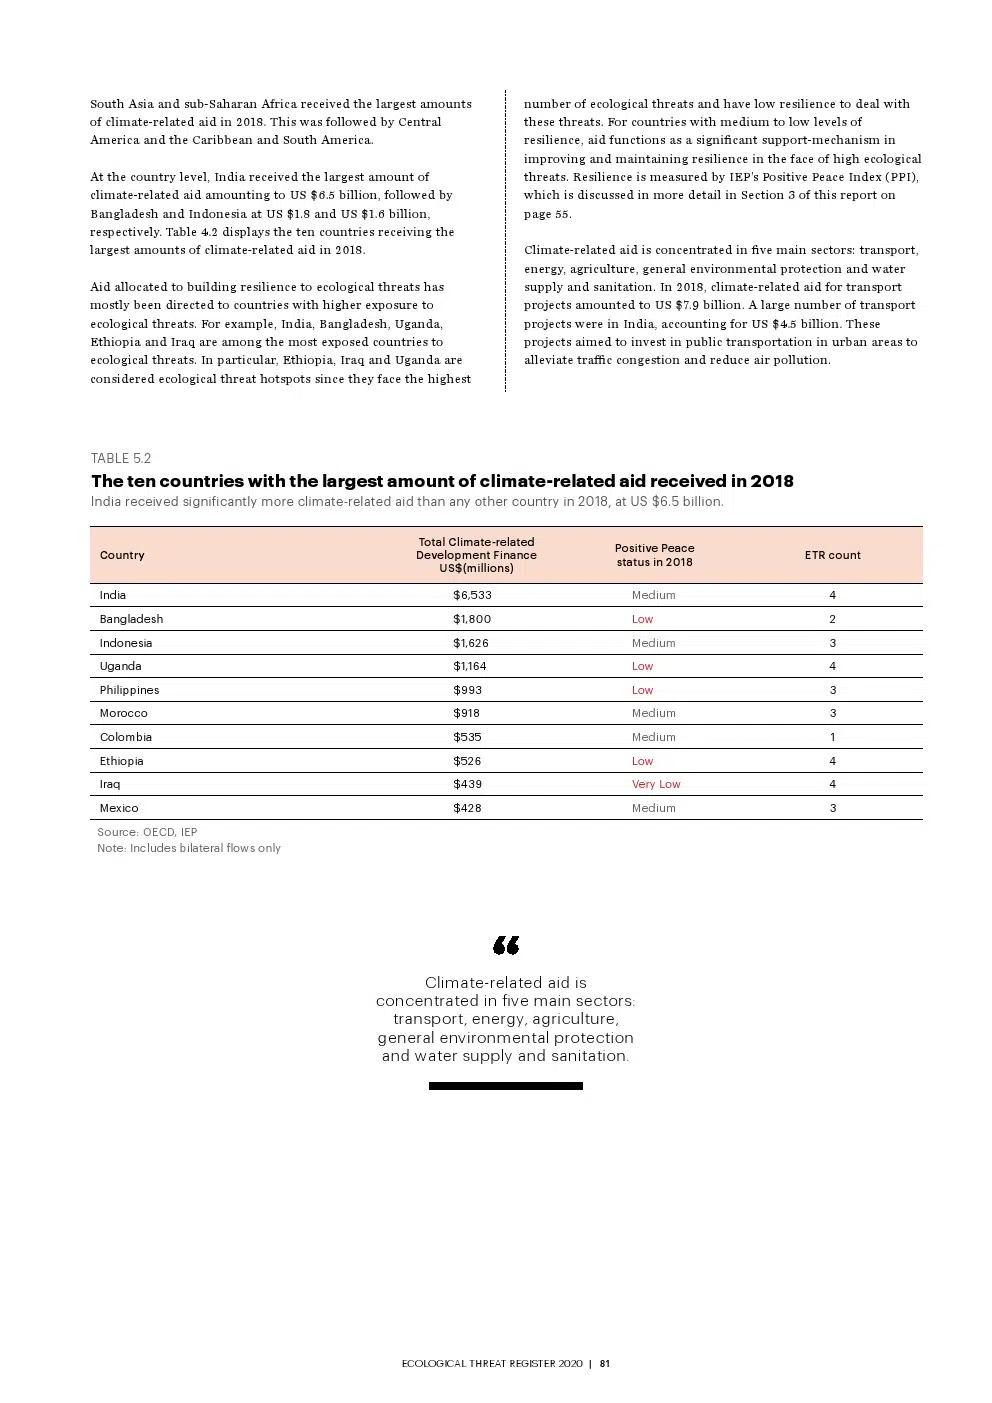 South Asia and sub-Saharan Africa received the largest amounts
of climate-related aid in 2018. This was followed by Central
America and the Caribbean and South America.
At the country level, India received the largest amount of
climate-related aid amounting to US $6.5 billion, followed by
Bangladesh and Indonesia at US $1.8 and US $1.6 billion,
respectively. Table 4.2 displays the ten countries receiving the
largest amounts of climate-related aid in 2018.
Aid allocated to building resilience to ecological threats has
mostly been directed to countries with higher exposure to
ecological threats. For example, India, Bangladesh, Uganda,
Ethiopia and Iraq are among the most exposed countries to
ecological threats. In particular, Ethiopia, Iraq and Uganda are
considered ecological threat hotspots since they face the highest
number of ecological threats and have low resilience to deal with
these threats. For countries with medium to low levels of
resilience, aid functions as a significant support-mechanism in
improving and maintaining resilience in the face of high ecological
threats. Resilience is measured by IEP's Positive Peace Index (PPI),
which is discussed in more detail in Section 3 of this report on
page 55.
Climate-related aid is concentrated in five main sectors: transport,
energy, agriculture, general environmental protection and water
supply and sanitation. In 2018, climate-related aid for transport
projects amounted to US $7.9 billion. A large number of transport
projects were in India, accounting for US $4.5 billion. These
projects aimed to invest in public transportation in urban areas to
alleviate traffic congestion and reduce air pollution.
TABLE 5.2
The ten countries with the largest amount of climate-related aid received in 2018
India received significantly more climate-related aid than any other country in 2018, at US $6.5 billion.
Country
Total Climate-related
Development Finance
US$(millions)
Positive Peace
status in 2018
ETR count
India $6,533 Medium 4
Bangladesh $1,800 Low 2
Indonesia $1,626 Medium 3
Uganda $1,164 Low 4
Philippines $993 Low 3
Morocco $918 Medium 3
Colombia $535 Medium 1
Ethiopia $526 Low 4
Iraq $439 Very Low 4
Mexico $428 Medium 3
Source: OECD, IEP
Note: Includes bilateral flows only
“
Climate-related aid is
concentrated in five main sectors:
transport, energy, agriculture,
general environmental protection
and water supply and sanitation.
ECOLOGICAL THREAT REGISTER 2020 | 81